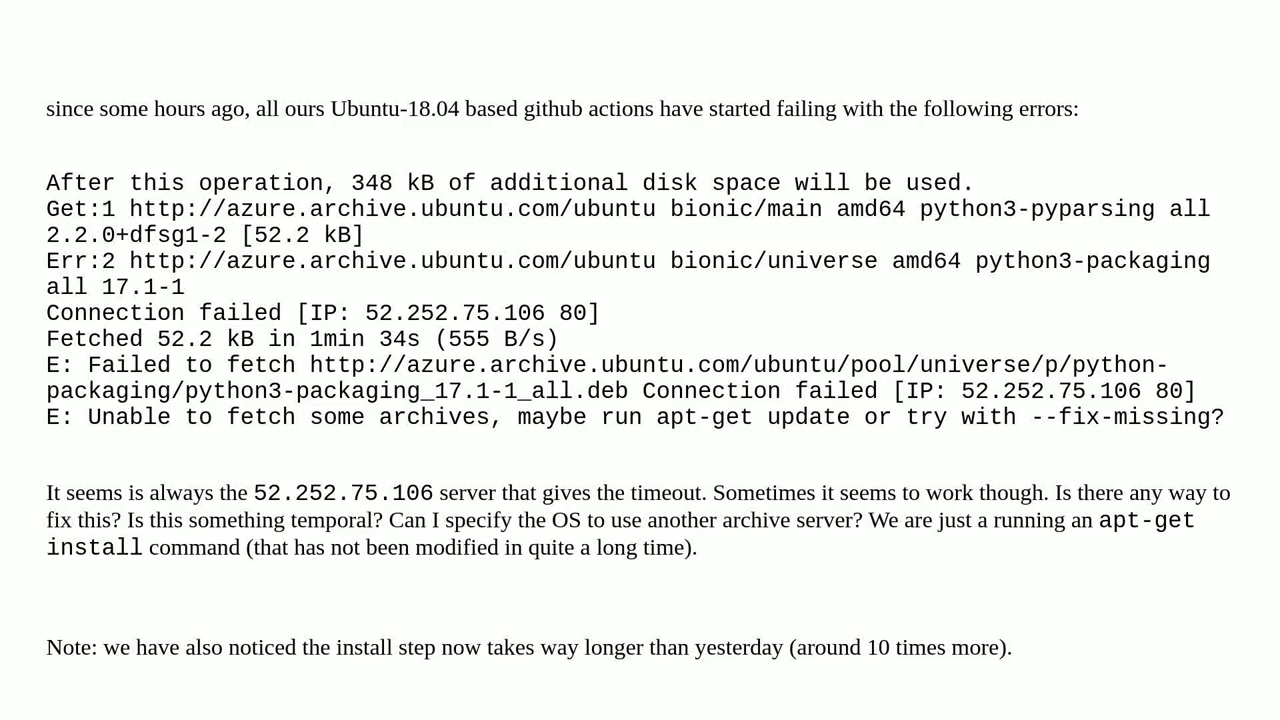 since some hours ago, all ours Ubuntu-18.04 based github actions have started failing with the following errors:
After this operation, 348 kB of additional disk space will be used.
Get:1 http://azure.archive.ubuntu.com/ubuntu bionic/main amd64 python3-pyparsing all
2.2.0+dfsg1-2 [52.2 kB]
Err:2 http://azure.archive.ubuntu.com/ubuntu bionic/universe amd64 python3-packaging
all 17.1-1
Connection failed [IP: 52.252.75.106 80]
Fetched 52.2 kB in 1min 34s (555 B/s)
E: Failed to fetch http://azure.archive.ubuntu.com/ubuntu/pool/universe/p/python-
packaging/python3-packaging_17.1-1_all.deb Connection failed [IP: 52.252.75.106 80]
E: Unable to fetch some archives, maybe run apt-get update or try with --fix-missing?
It seems is always the 52.252.75.106 server that gives the timeout. Sometimes it seems to work though. Is there any way to
fix this? Is this something temporal? Can I specify the OS to use another archive server? We are just a running an apt-get
install command (that has not been modified in quite a long time).
Note: we have also noticed the install step now takes way longer than yesterday (around 10 times more).